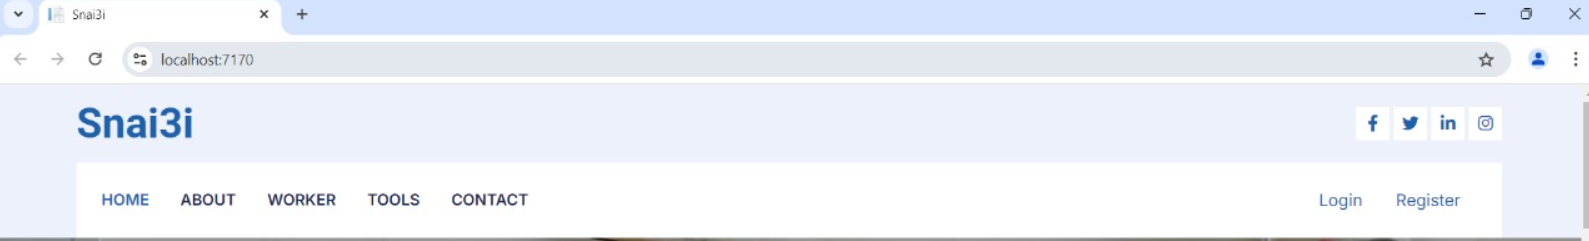 Snai3i
localhost:7170
Snai3i
HOME ABOUT WORKER TOOLS CONTACT Login Register